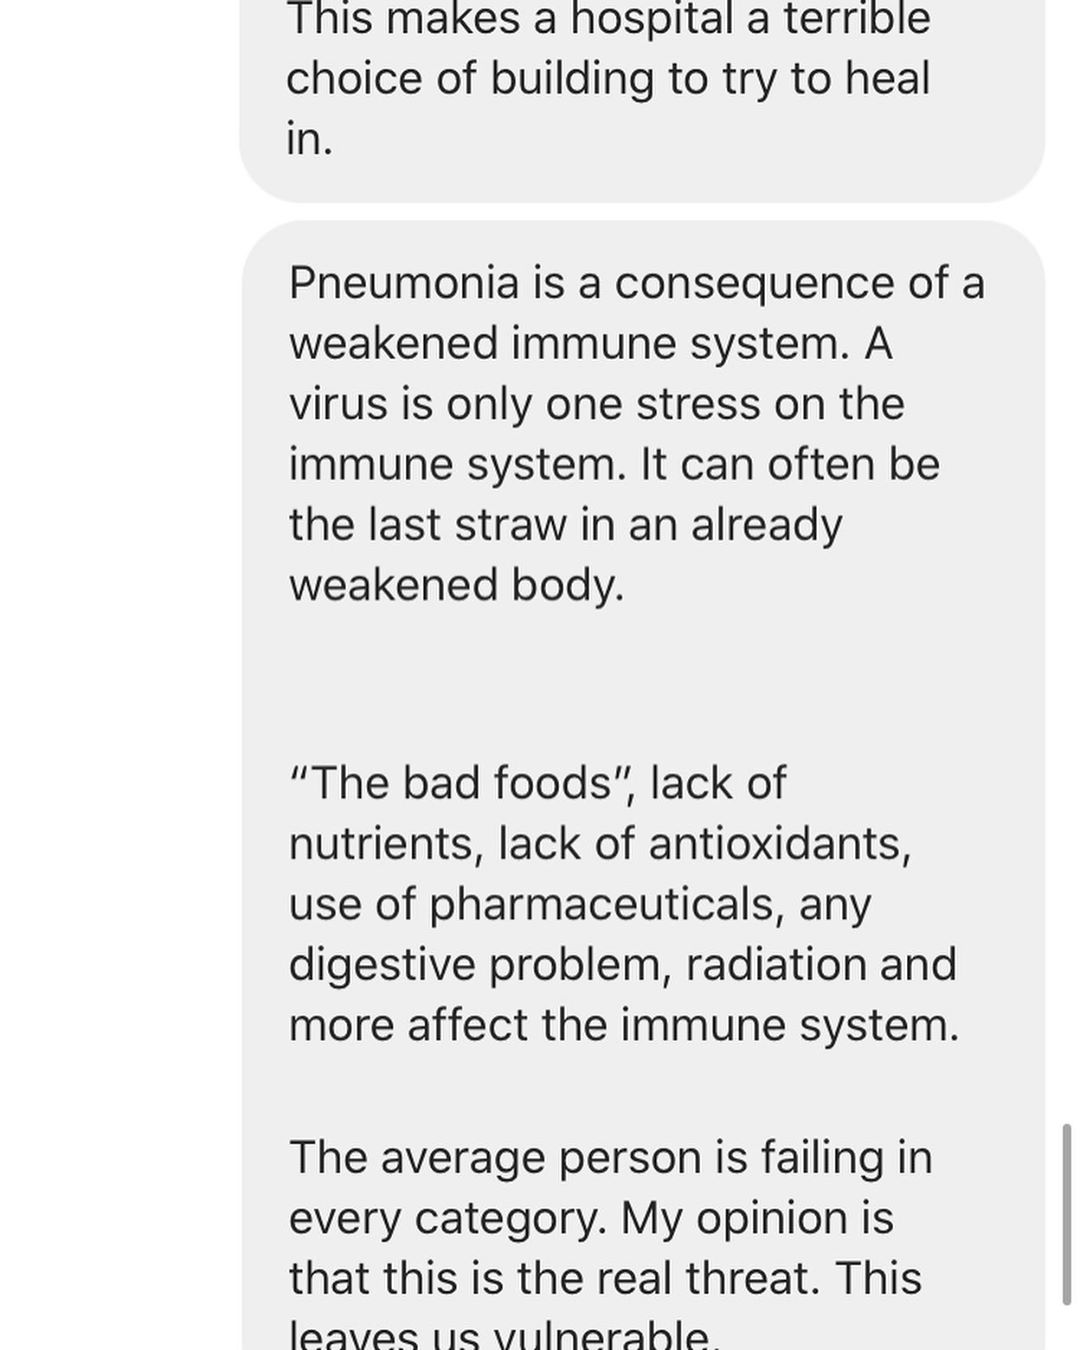 This makes a hospital a terrible
choice of building to try to heal
in.
Pneumonia is a consequence of a
weakened immune system. A
virus is only one stress on the
immune system. It can often be
the last straw in an already
weakened body.
“The bad foods”, lack of
nutrients, lack of antioxidants,
use of pharmaceuticals, any
digestive problem, radiation and
more affect the immune system.
The average person is failing in
every category. My opinion is
that this is the real threat. This
leaves us vulnerable.